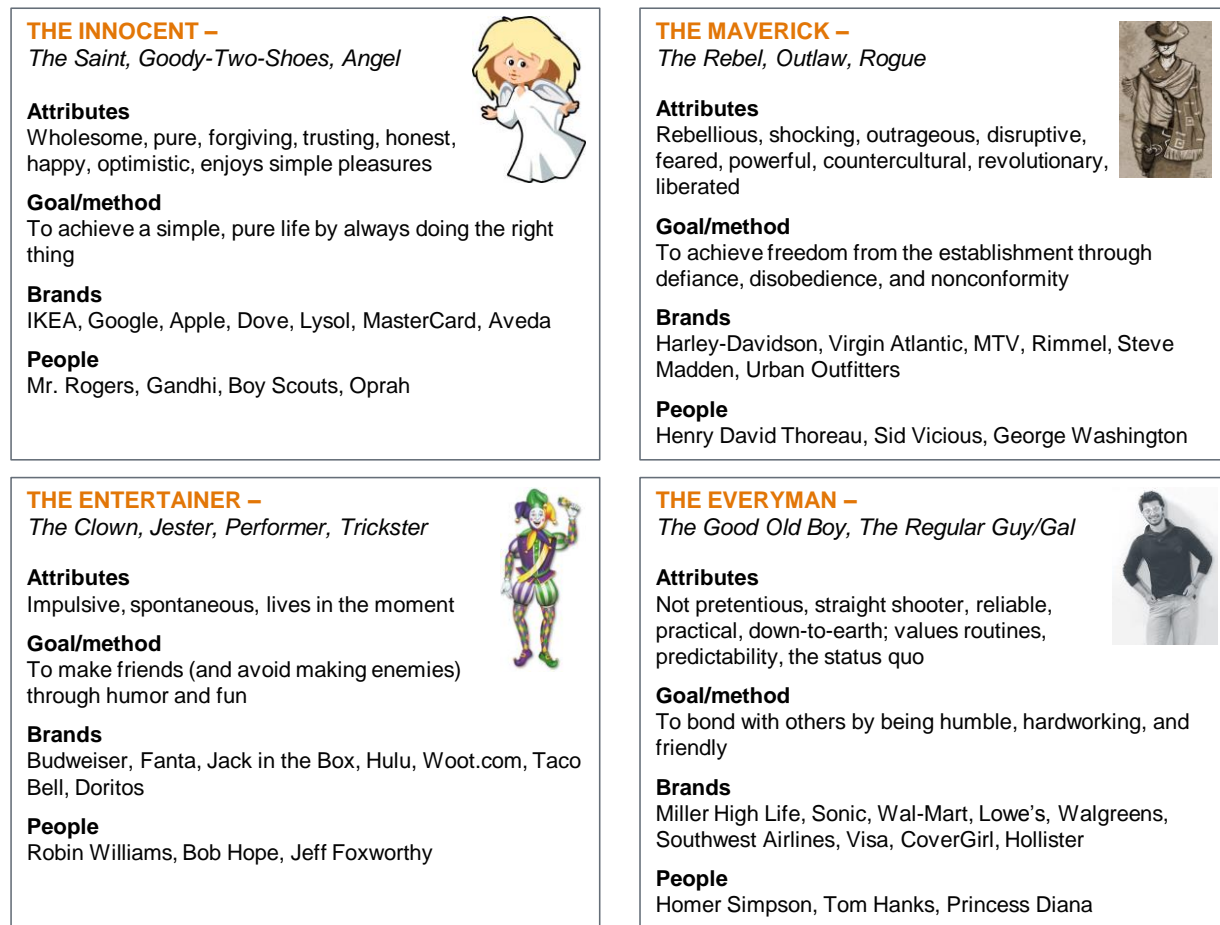 THE INNOCENT –
The Saint, Goody-Two-Shoes, Angel
Attributes
Wholesome, pure, forgiving, trusting, honest,
happy, optimistic, enjoys simple pleasures
Goal/method
To achieve a simple, pure life by always doing the right
thing
Brands
IKEA, Google, Apple, Dove, Lysol, MasterCard, Aveda
People
Mr. Rogers, Gandhi, Boy Scouts, Oprah
THE MAVERICK –
The Rebel, Outlaw, Rogue
Attributes
Rebellious, shocking, outrageous, disruptive,
feared, powerful, countercultural, revolutionary,
liberated
Goal/method
To achieve freedom from the establishment through
defiance, disobedience, and nonconformity
Brands
Harley-Davidson, Virgin Atlantic, MTV, Rimmel, Steve
Madden, Urban Outfitters
People
Henry David Thoreau, Sid Vicious, George Washington
THE ENTERTAINER –
The Clown, Jester, Performer, Trickster
Attributes
Impulsive, spontaneous, lives in the moment
Goal/method
To make friends (and avoid making enemies)
through humor and fun
Brands
Budweiser, Fanta, Jack in the Box, Hulu, Woot.com, Taco
Bell, Doritos
People
Robin Williams, Bob Hope, Jeff Foxworthy
THE EVERYMAN –
The Good Old Boy, The Regular Guy/Gal
Attributes
Not pretentious, straight shooter, reliable,
practical, down-to-earth; values routines,
predictability, the status quo
Goal/method
To bond with others by being humble, hardworking, and
friendly
Brands
Miller High Life, Sonic, Wal-Mart, Lowe's, Walgreens,
Southwest Airlines, Visa, CoverGirl, Hollister
People
Homer Simpson, Tom Hanks, Princess Diana